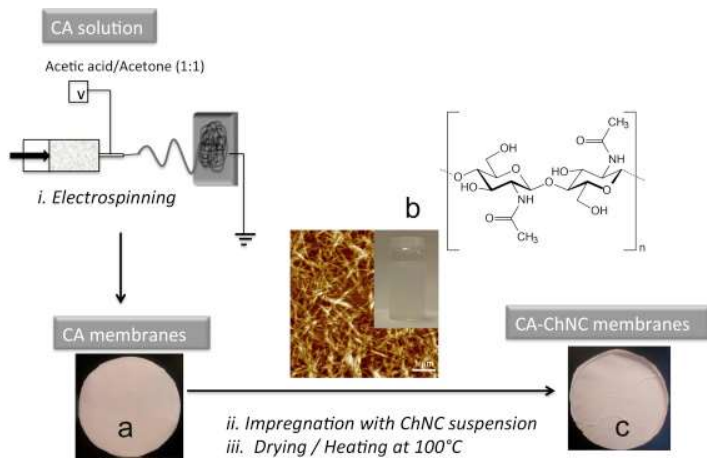 CA solution
Acetic acid/Acetone (1:1)
V
i. Electrospinning
b
OH
O
HO
NH
O
CH3
O
CH3
O
NH
HO
O
OH
O
n
CA membranes
a
CA-ChNC membranes
c
ii. Impregnation with ChNC suspension
iii. Drying / Heating at 100°C